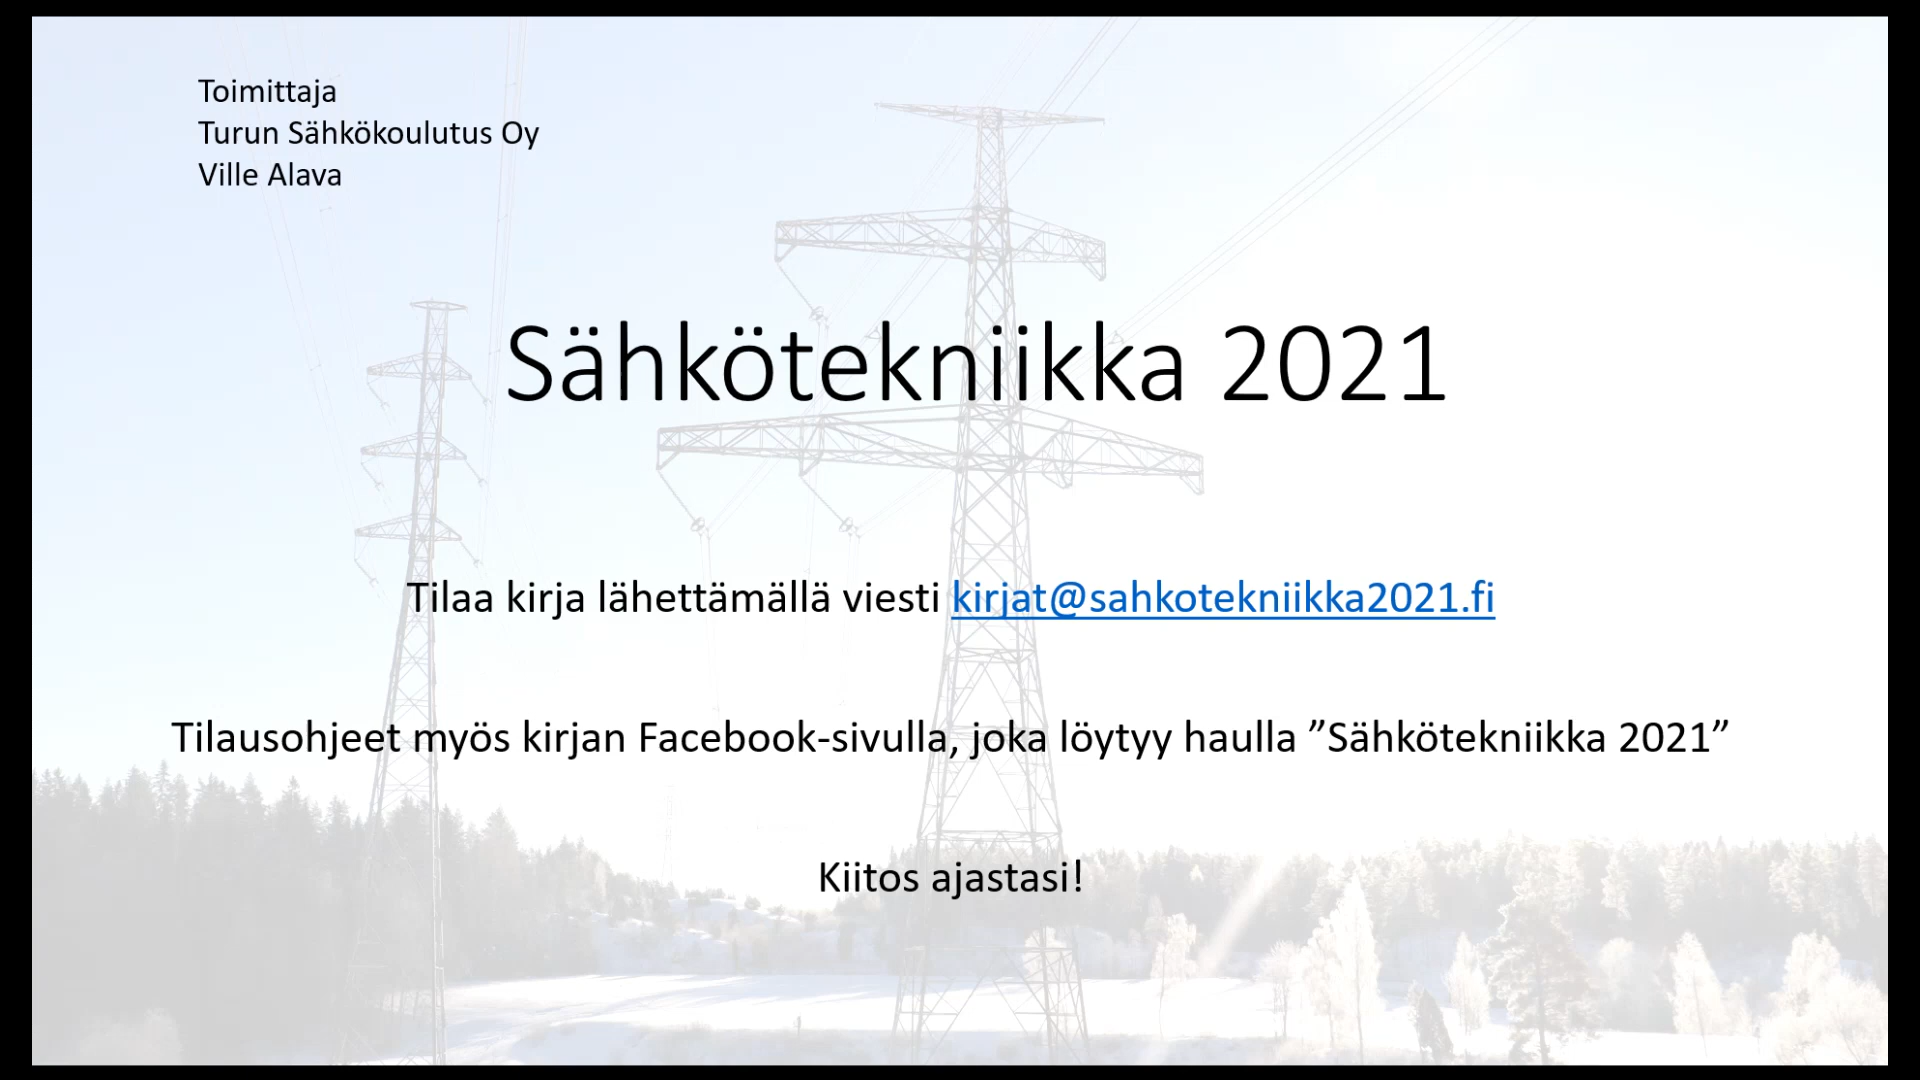 Toimittaja
Turun Sähkökoulutus Oy
Ville Alava
Sähkötekniikka 2021
Tilaa kirja lähettämällä viesti kirjat@sahkotekniikka2021.fi
Tilausohjeet myös kirjan Facebook-sivulla, joka löytyy haulla ”Sähkötekniikka 2021”
Kiitos ajastasi!